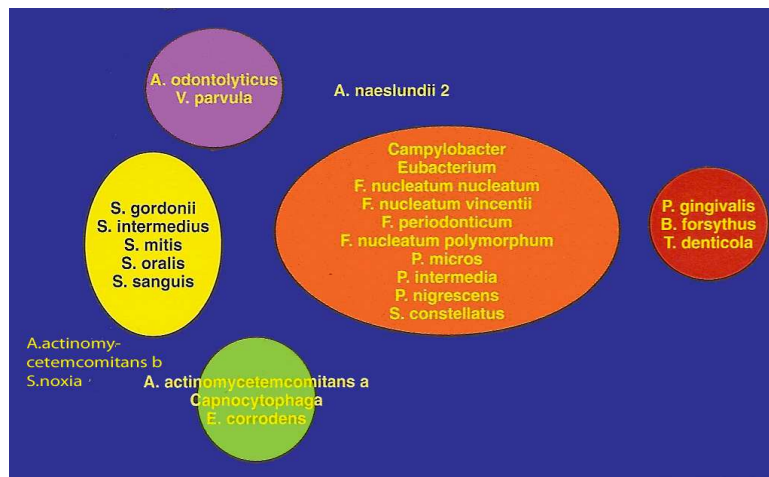 A. odontolyticus
V. parvula
A. naeslundii 2
Campylobacter
Eubacterium
F. nucleatum nucleatum
F. nucleatum vincentii
F. periodonticum
F. nucleatum polymorphum
P. micros
P. intermedia
P. nigrescens
S. constellatus
P. gingivalis
B. forsythus
T. denticola
S. gordonii
S. intermedius
S. mitis
S. oralis
S. sanguis
A.actinomy-
cetemcomitans b
S.noxia
A. actinomycetemcomitans a
Capnocytophaga
E. corrodens